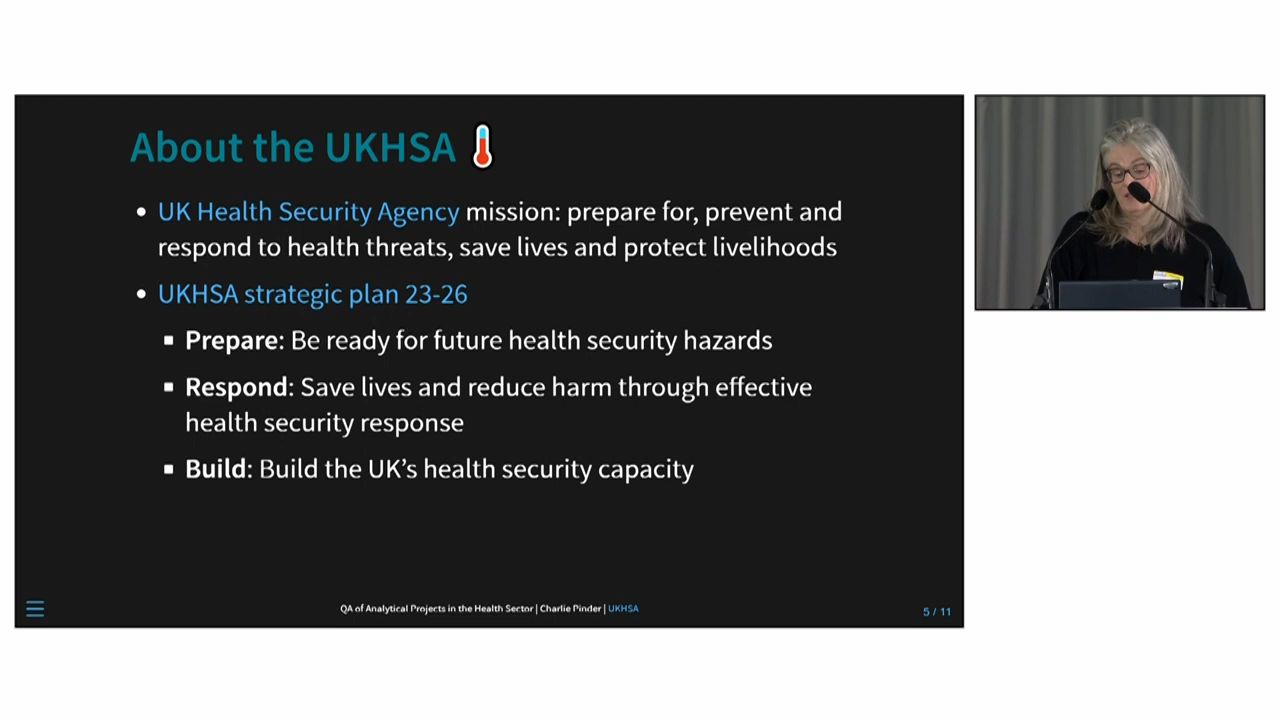 About the UKHSA
UK Health Security Agency mission: prepare for, prevent and
respond to health threats, save lives and protect livelihoods
UKHSA strategic plan 23-26
Prepare: Be ready for future health security hazards
Respond: Save lives and reduce harm through effective
health security response
Build: Build the UK’s health security capacity
QA of Analytical Projects in the Health Sector | Charlie Pinder | UKHSA
5 / 11